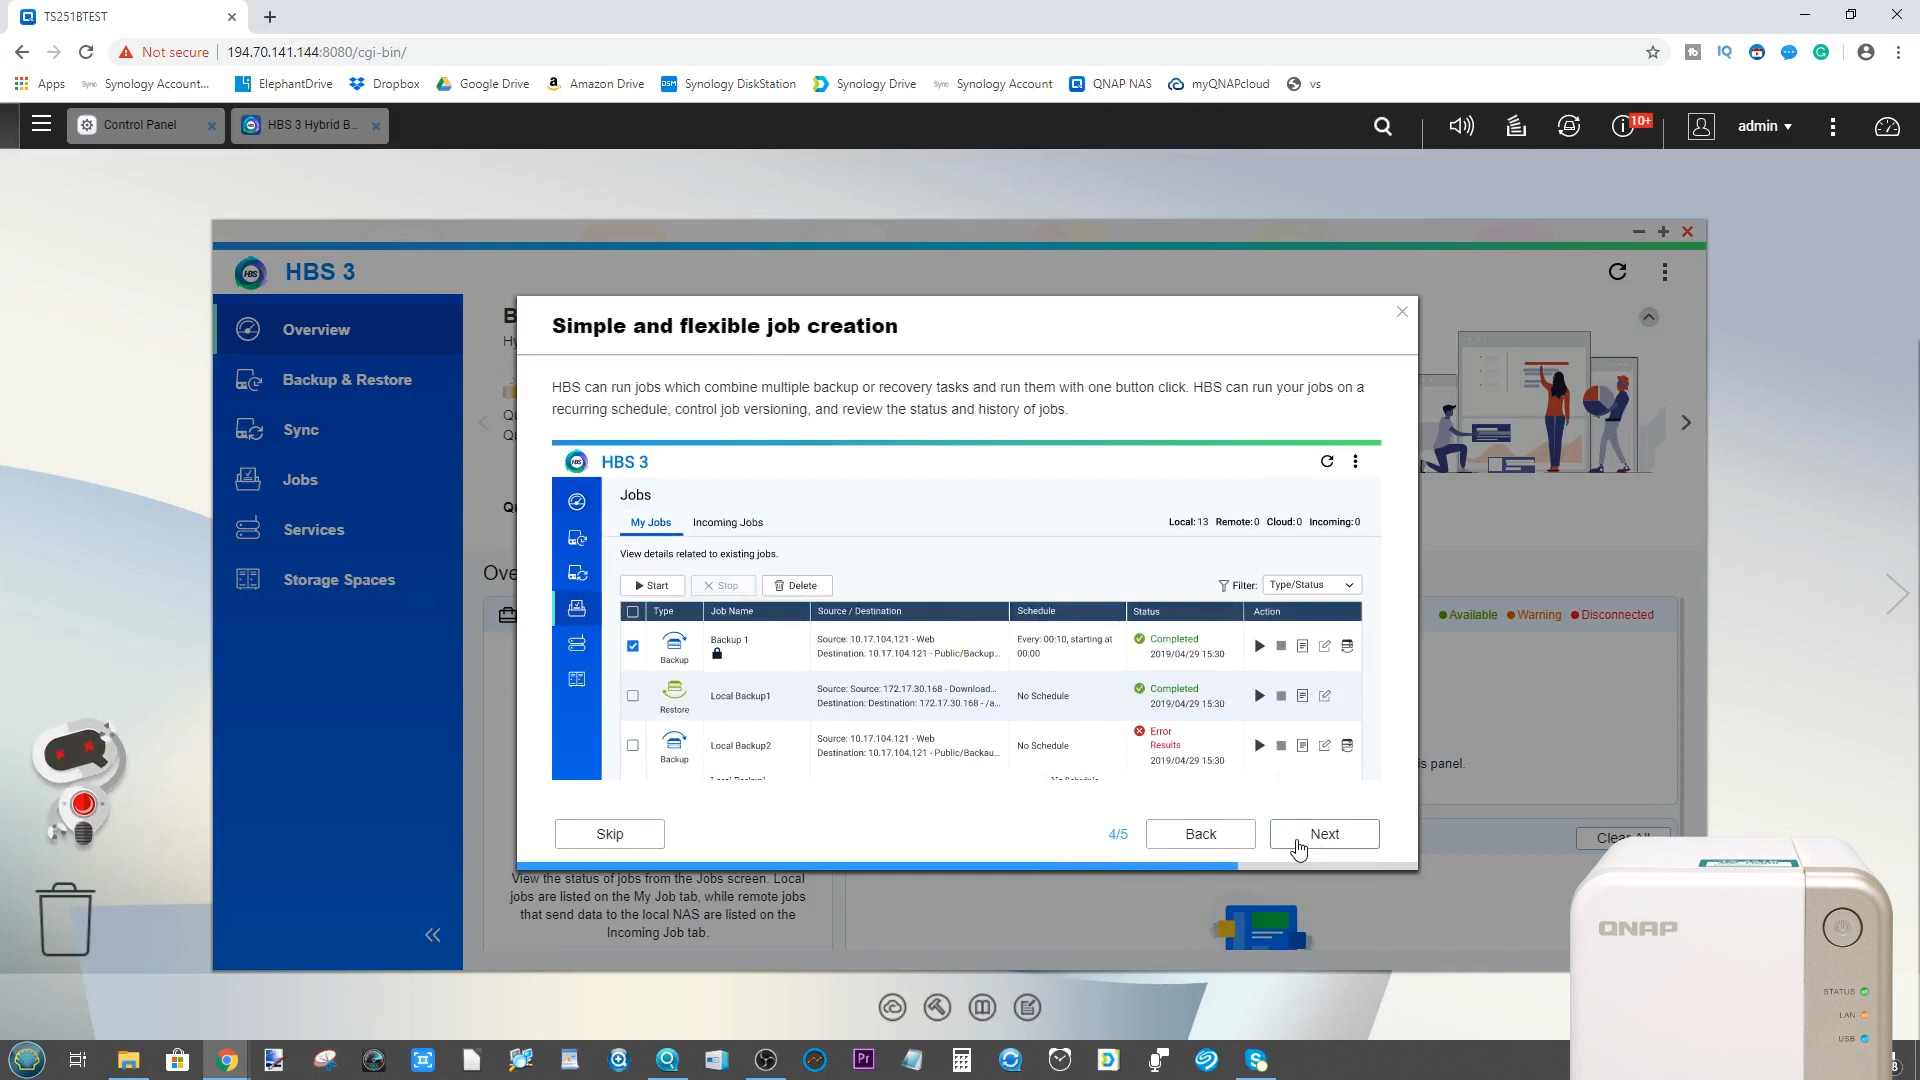 TS251BTEST
Not secure
194.70.141.144:8080/cgi-bin/
Apps
Synology Account...
ElephantDrive
Dropbox
Google Drive
Amazon Drive
Synology DiskStation
Synology Drive
Synology Account
QNAP NAS
myQNAPcloud
vs
Control Panel
HBS 3 Hybrid B...
10+
admin
HBS 3
Overview
Backup & Restore
Sync
Jobs
Services
Storage Spaces
Simple and flexible job creation
HBS can run jobs which combine multiple backup or recovery tasks and run them with one button click. HBS can run your jobs on a
recurring schedule, control job versioning, and review the status and history of jobs.
HBS 3
Jobs
My Jobs
Incoming Jobs
Local: 13 Remote: 0 Cloud: 0 Incoming: 0
View details related to existing jobs.
Start
Stop
Delete
Filter:
Type/Status
Type
Job Name
Source / Destination
Schedule
Status
Action
Backup
Backup 1
Source: 10.17.104.121 - Web
Destination: 10.17.104.121 - Public/Backup...
Every: 00:10, starting at
00:00
Completed
2019/04/29 15:30
Restore
Local Backup1
Source: Source: 172.17.30.168 - Download...
Destination: Destination: 172.17.30.168 - /a...
No Schedule
Completed
2019/04/29 15:30
Backup
Local Backup2
Source: 10.17.104.121 - Web
Destination: 10.17.104.121 - Public/Backau...
No Schedule
Error
Results
2019/04/29 15:30
Skip
4/5
Back
Next
Ove
Available
Warning
Disconnected
is panel.
Clear All
View the status of jobs from the Jobs screen. Local
jobs are listed on the My Job tab, while remote jobs
that send data to the local NAS are listed on the
Incoming Job tab.
QNAP
STATUS
LAN
USB